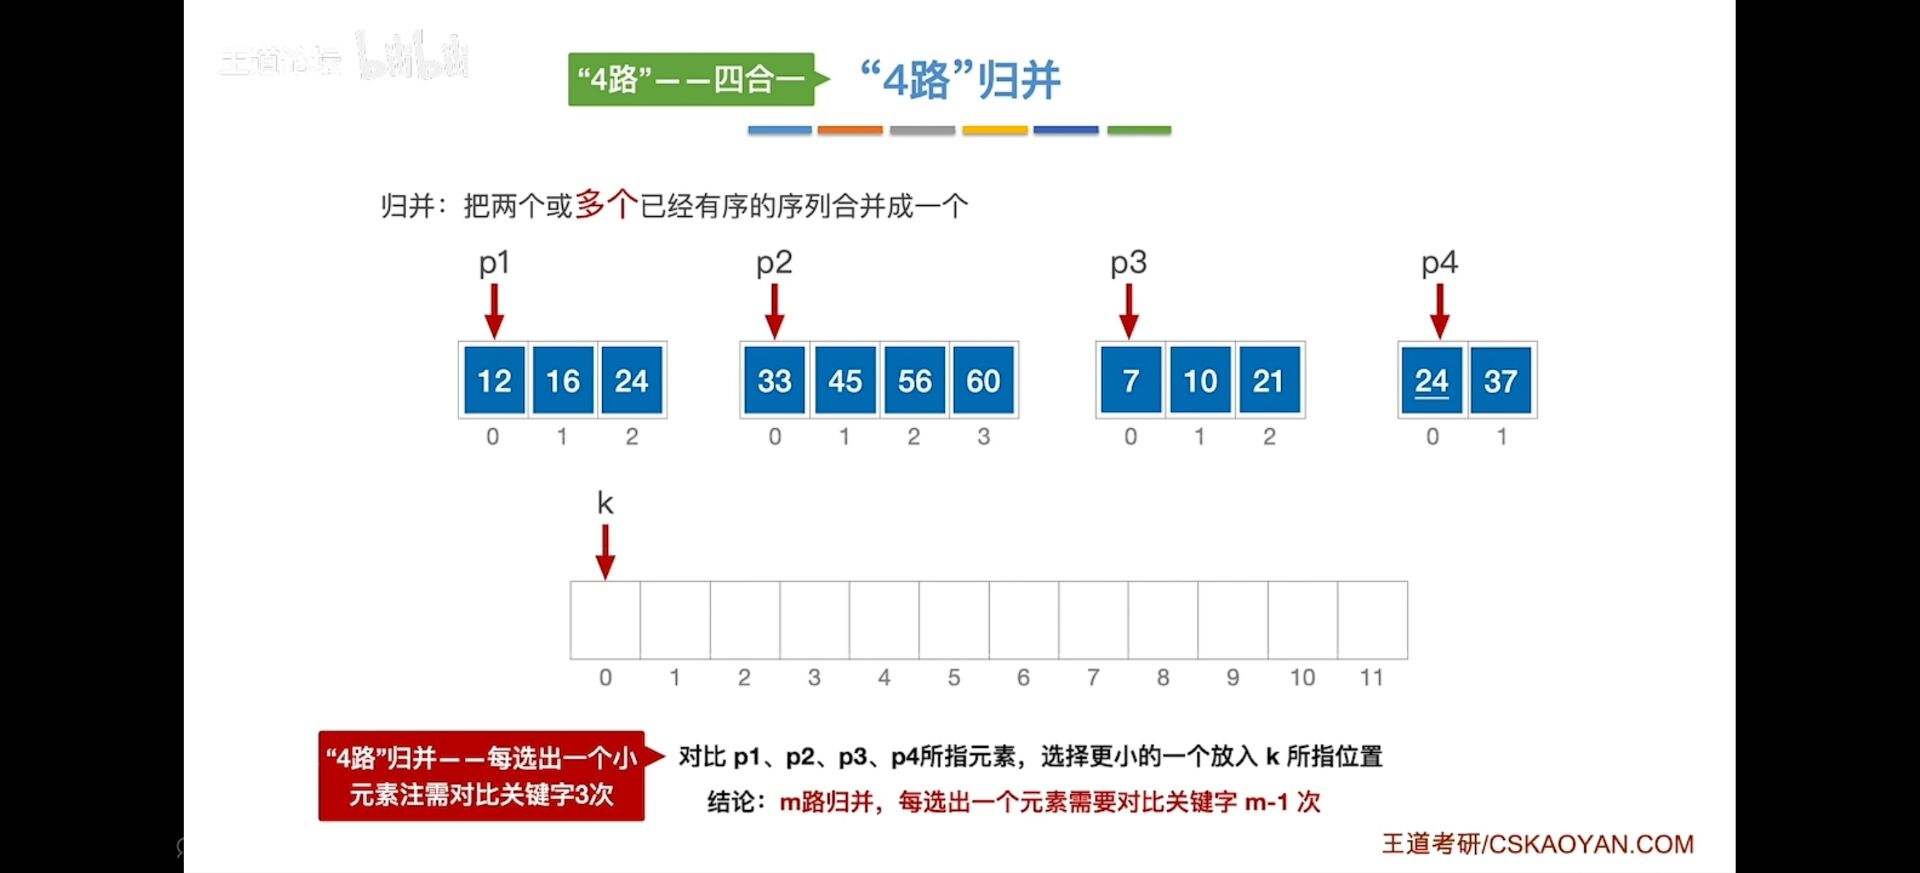 王道论坛 bilibili
“4路”——四合一
“4路”归并
归并：把两个或多个已经有序的序列合并成一个
p1 p2 p3 p4
12 16 24 33 45 56 60 7 10 21 24 37
0 1 2 0 1 2 3 0 1 2 0 1
k
0 1 2 3 4 5 6 7 8 9 10 11
“4路”归并——每选出一个小
元素注需对比关键字3次
对比 p1、p2、p3、p4所指元素，选择更小的一个放入 k 所指位置
结论：m路归并，每选出一个元素需要对比关键字 m-1 次
王道考研/CSKAOYAN.COM